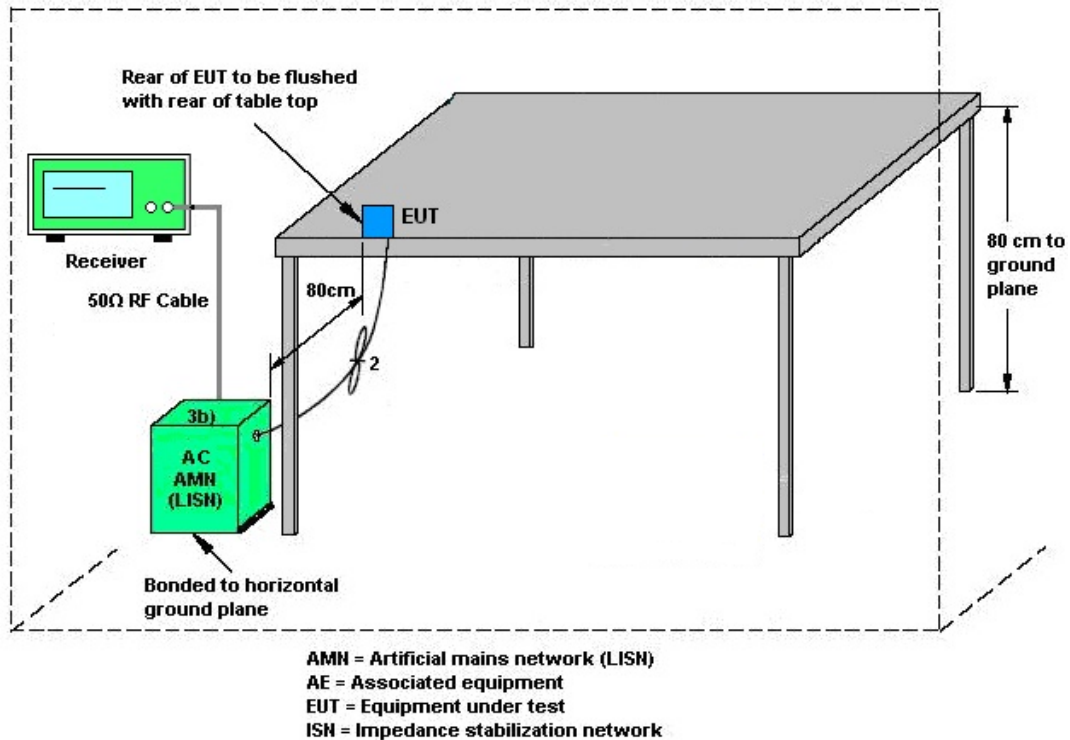 Rear of EUT to be flushed
with rear of table top
EUT
Receiver
50Ω RF Cable
80cm
80 cm to
ground
plane
2
3b)
AC
AMN
(LISN)
Bonded to horizontal
ground plane
AMN = Artificial mains network (LISN)
AE = Associated equipment
EUT = Equipment under test
ISN = Impedance stabilization network